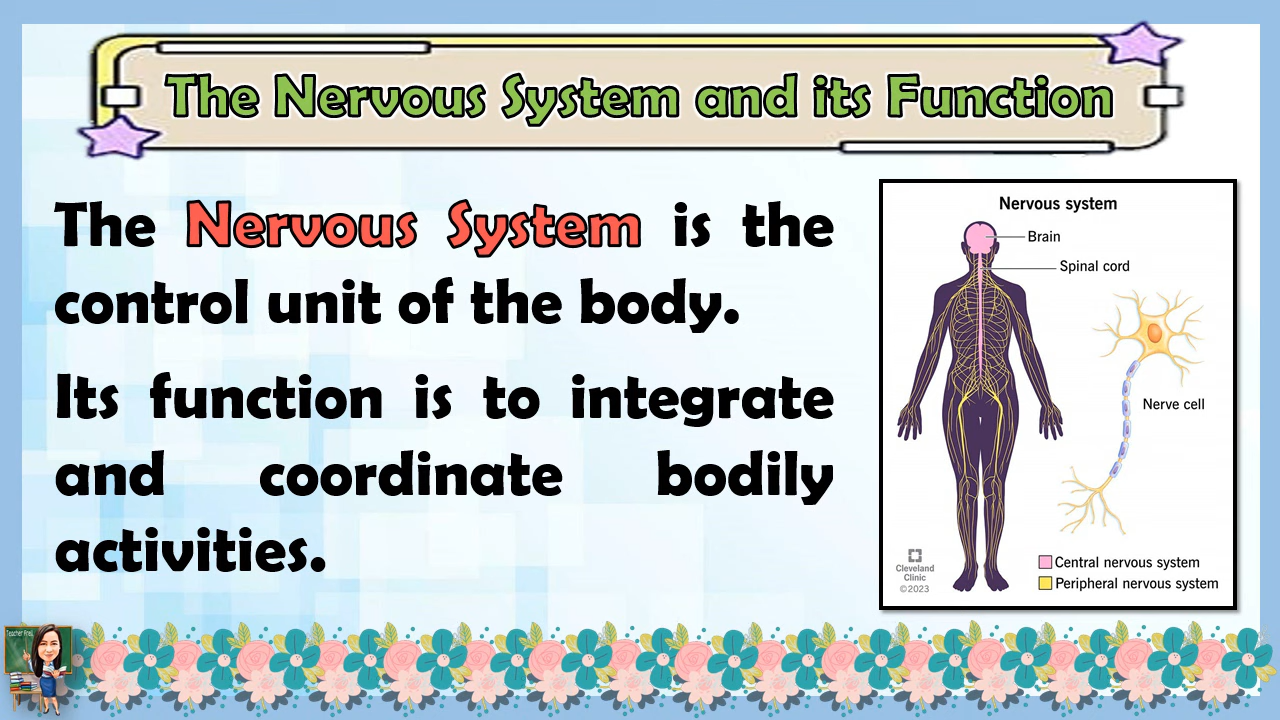 The Nervous System and its Function
The Nervous System is the
control unit of the body.
Its function is to integrate
and coordinate bodily
activities.
Nervous system
Brain
Spinal cord
Nerve cell
Cleveland
Clinic
©2023
Central nervous system
Peripheral nervous system